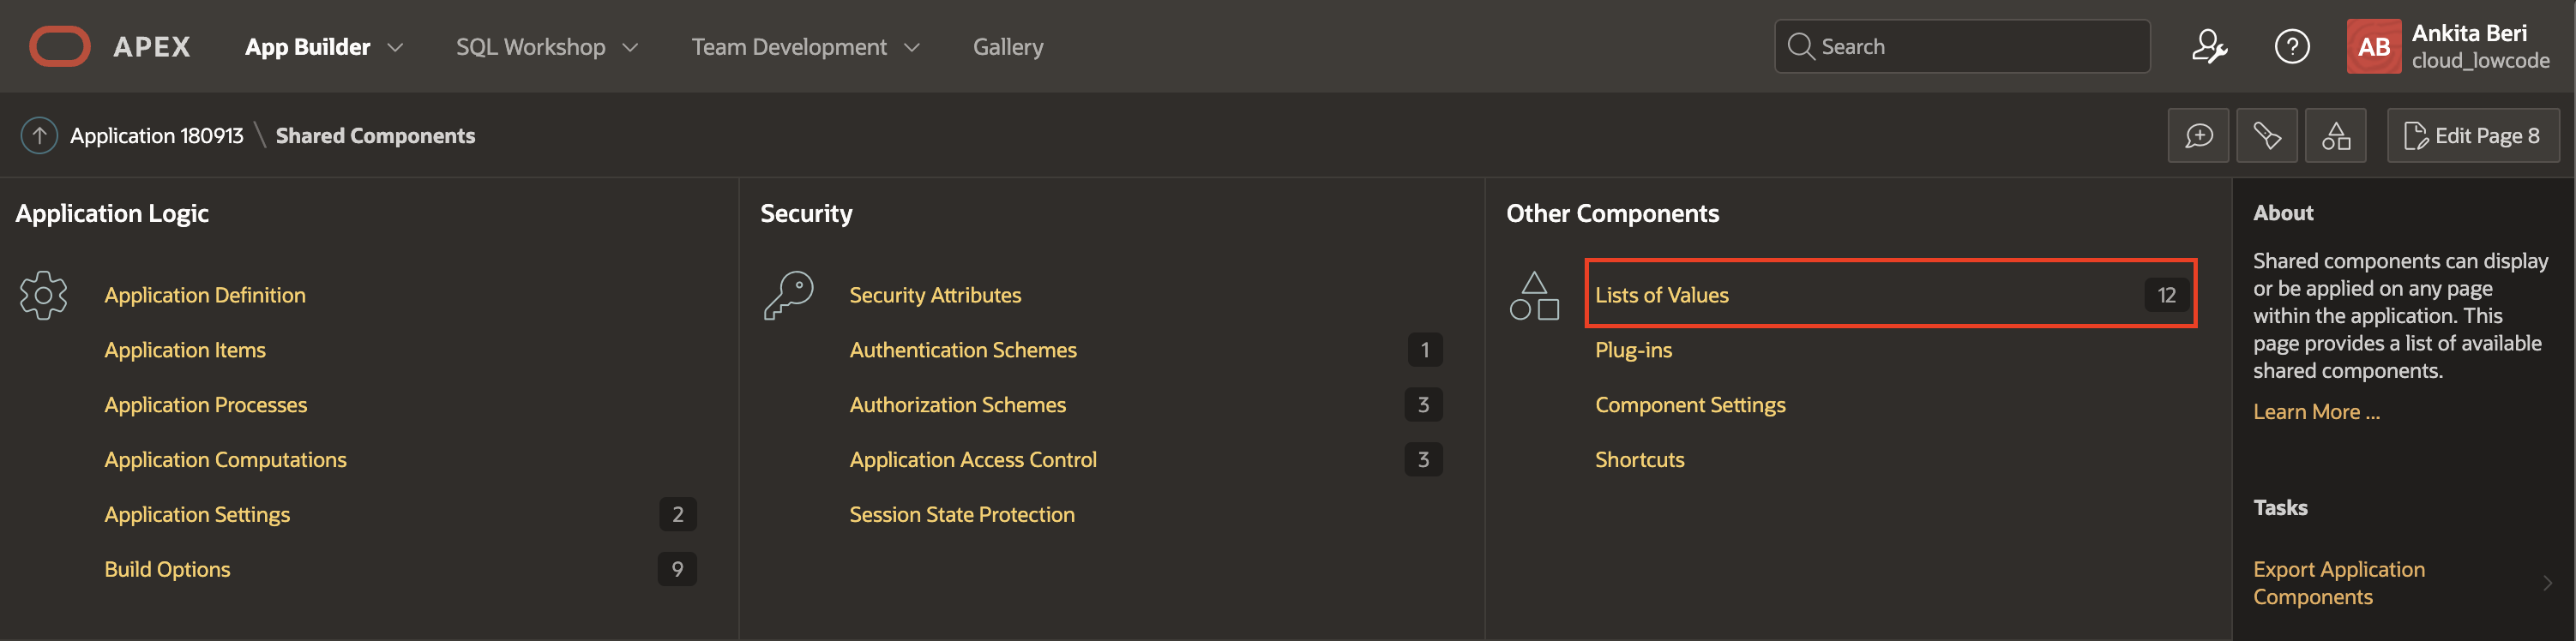 APEX
App Builder
SQL Workshop
Team Development
Gallery
Search
AB
Ankita Beri
cloud_lowcode
Application 180913 \ Shared Components
Edit Page 8
Application Logic
Application Definition
Application Items
Application Processes
Application Computations
Application Settings 2
Build Options 9
Security
Security Attributes
Authentication Schemes 1
Authorization Schemes 3
Application Access Control 3
Session State Protection
Other Components
Lists of Values 12
Plug-ins
Component Settings
Shortcuts
About
Shared components can display
or be applied on any page
within the application. This
page provides a list of available
shared components.
Learn More ...
Tasks
Export Application
Components